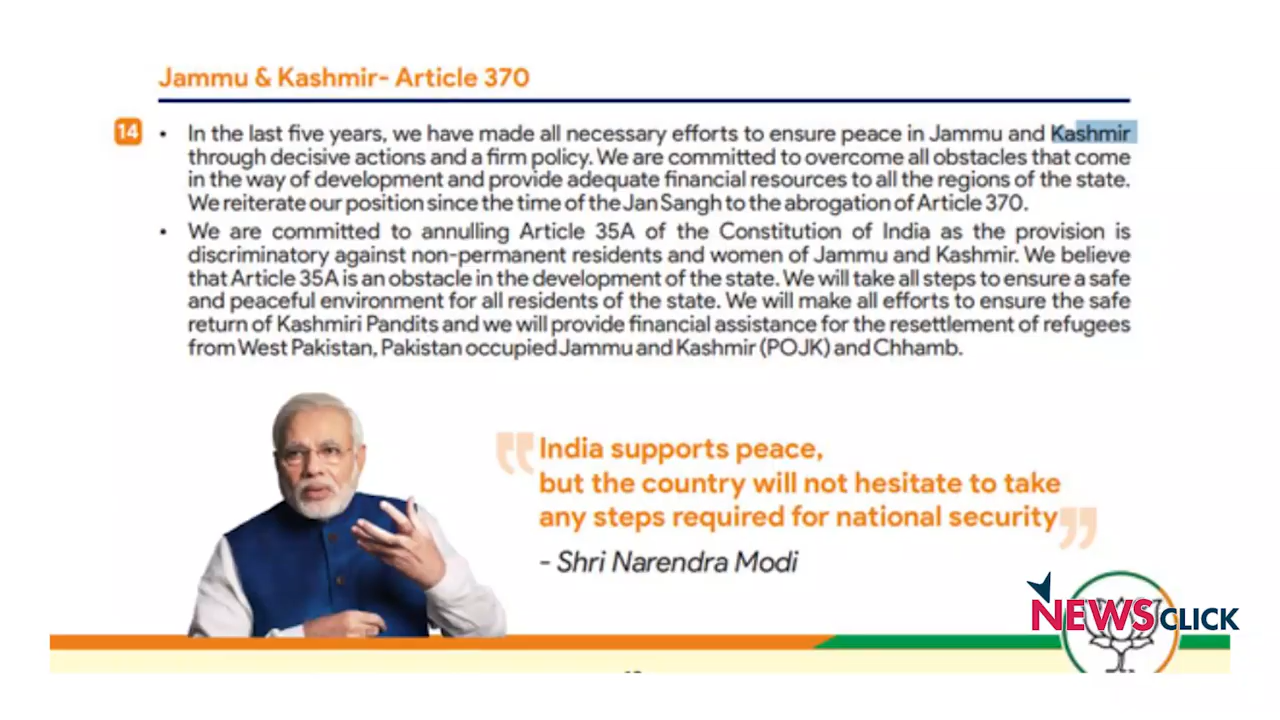 Jammu & Kashmir- Article 370
14 • In the last five years, we have made all necessary efforts to ensure peace in Jammu and Kashmir
through decisive actions and a firm policy. We are committed to overcome all obstacles that come
in the way of development and provide adequate financial resources to all the regions of the state.
We reiterate our position since the time of the Jan Sangh to the abrogation of Article 370.
• We are committed to annulling Article 35A of the Constitution of India as the provision is
discriminatory against non-permanent residents and women of Jammu and Kashmir. We believe
that Article 35A is an obstacle in the development of the state. We will take all steps to ensure a safe
and peaceful environment for all residents of the state. We will make all efforts to ensure the safe
return of Kashmiri Pandits and we will provide financial assistance for the resettlement of refugees
from West Pakistan, Pakistan occupied Jammu and Kashmir (POJK) and Chhamb.
"India supports peace,
but the country will not hesitate to take
any steps required for national security"
- Shri Narendra Modi
NEWSCLICK